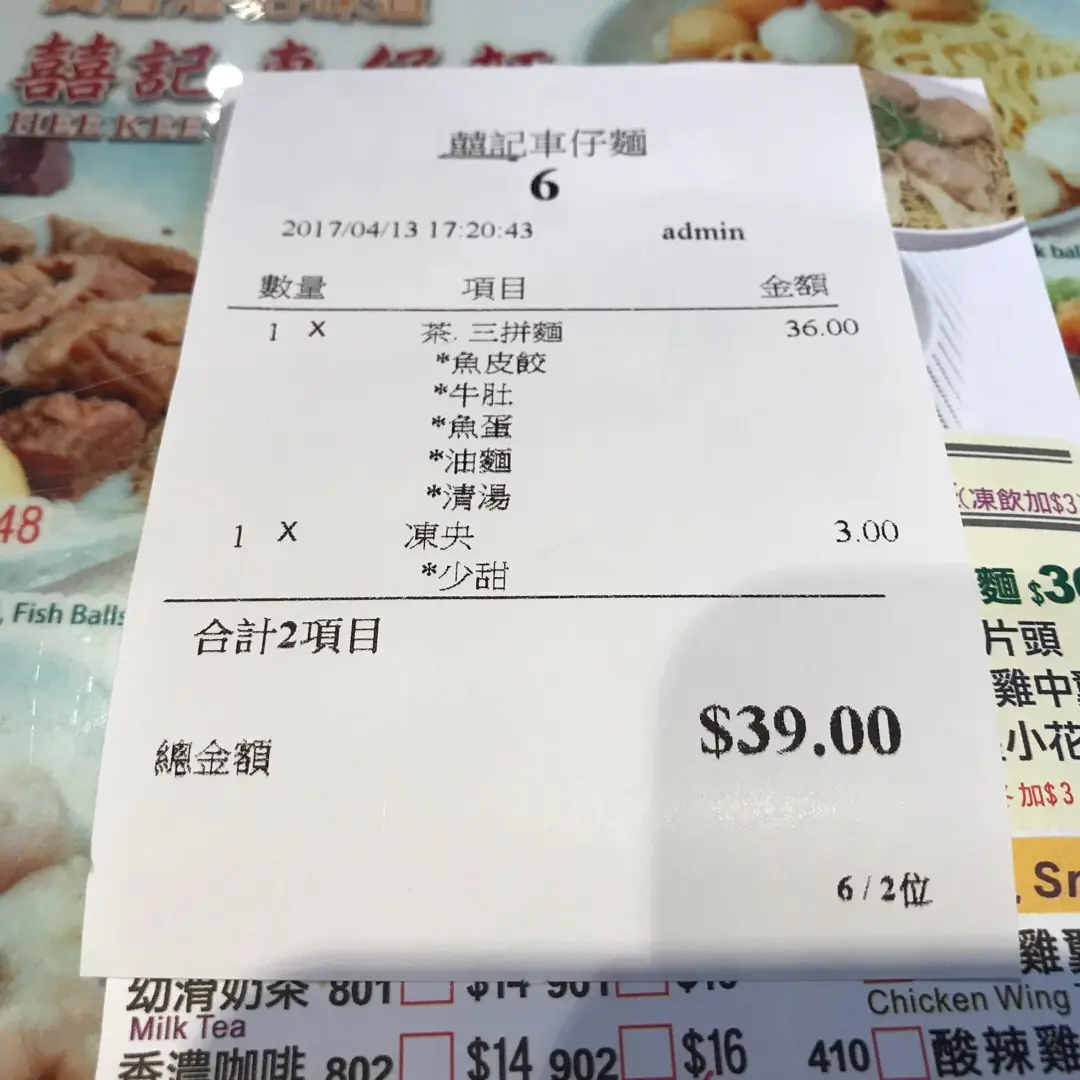 囍記車仔麵
HEE KEE
囍記車仔麵
6
2017/04/13 17:20:43 admin
數量 項目 金額
1 X 茶. 三拼麵 36.00
*魚皮餃
*牛肚
*魚蛋
*油麵
*清湯
1 X 凍央 3.00
*少甜
合計2項目
總金額 $39.00
6 / 2位
48
, Fish Balls
(凍飲加$3
麵 $3
片頭
雞中
小花
加$3
幼滑奶茶 801 $14 901
Milk Tea
香濃咖啡 802 $14 902 $16
Chicken Wing
410 酸辣雞